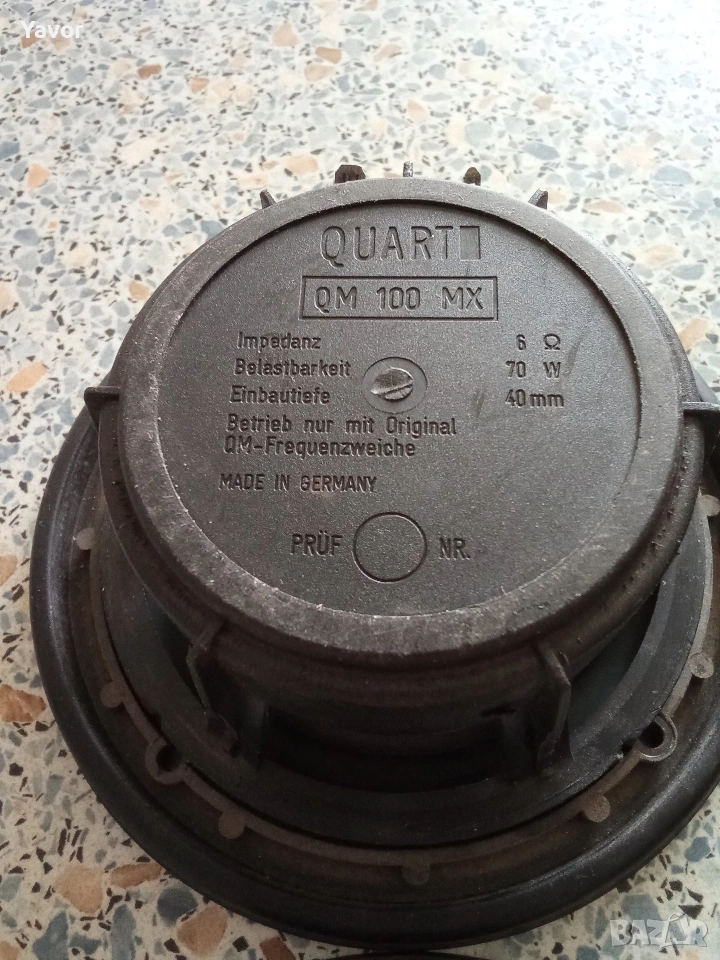 Yavor
QUART
QM 100 MX
Impedanz 6 Ω
Belastbarkeit 70 W
Einbautiefe 40 mm
Betrieb nur mit Original
QM-Frequenzweiche
MADE IN GERMANY
PRÜF NR.
BAZAR